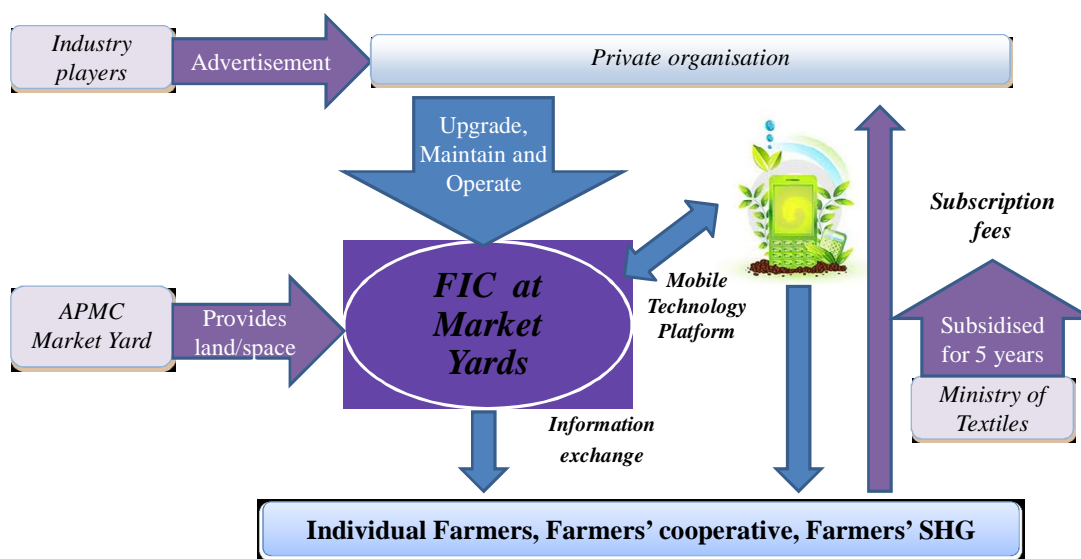 Industry
players
Advertisement
Private organisation
Upgrade,
Maintain and
Operate
Subscription
fees
APMC
Market Yard
Provides
land/space
FIC at
Market
Yards
Mobile
Technology
Platform
Subsidised
for 5 years
Ministry of
Textiles
Information
exchange
Individual Farmers, Farmers’ cooperative, Farmers’ SHG